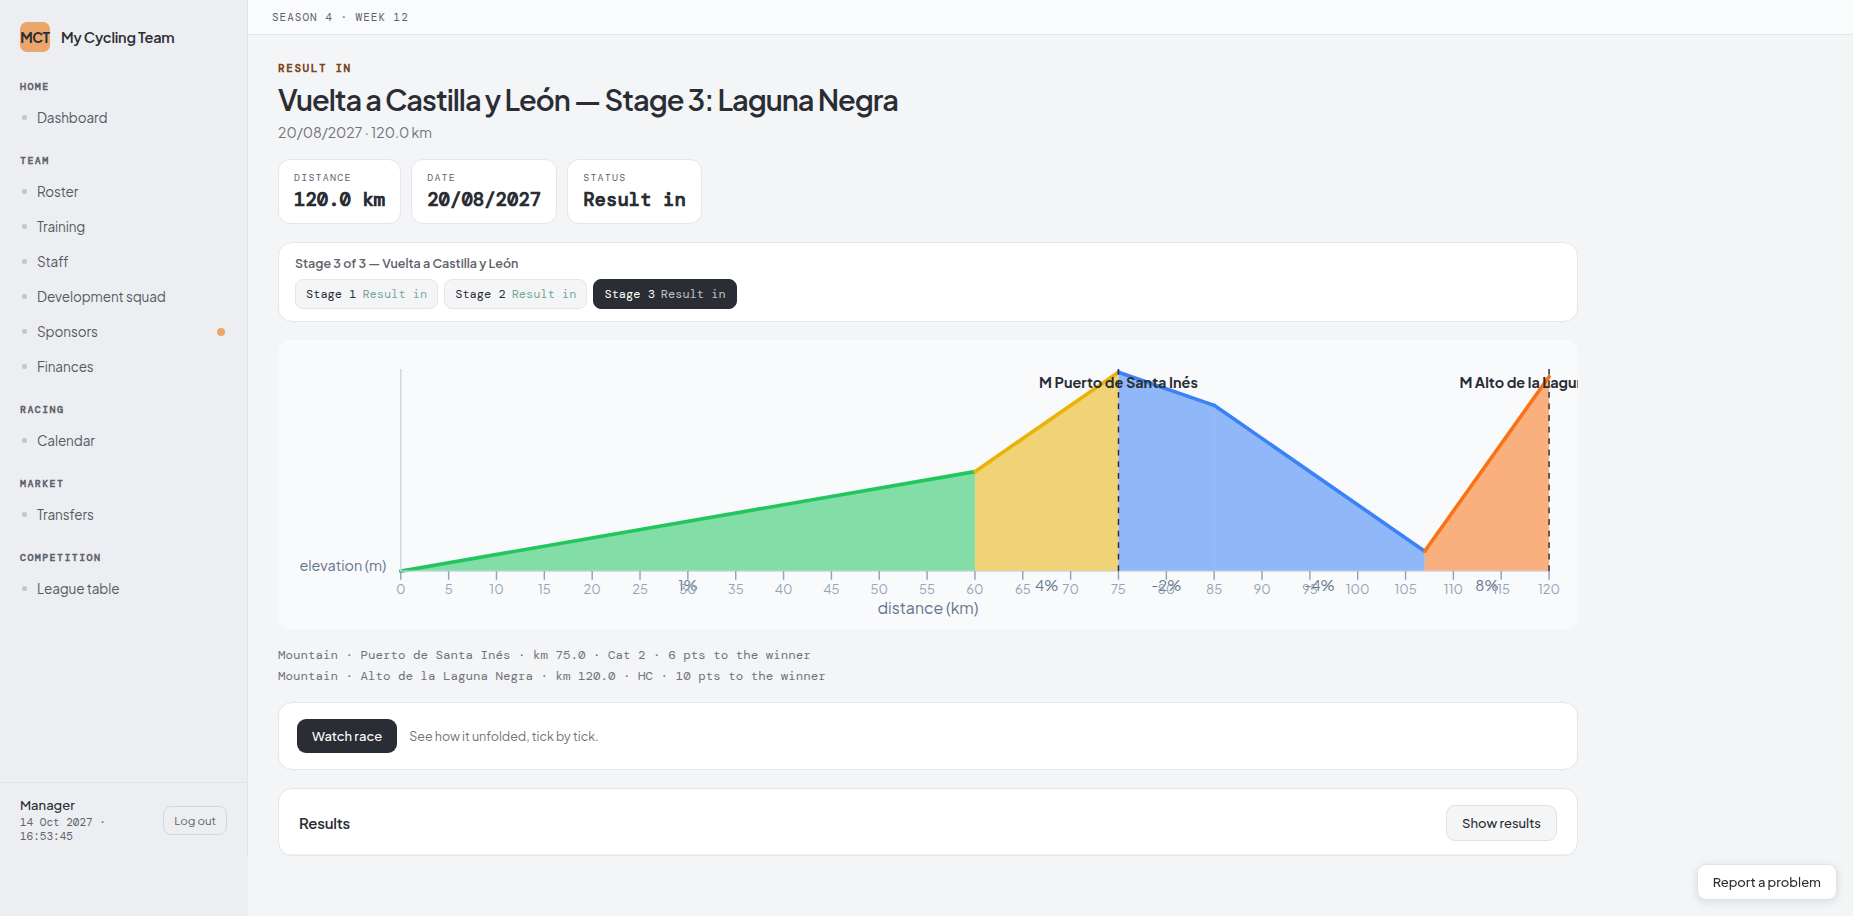 SEASON 4 · WEEK 12
MCT My Cycling Team
HOME
Dashboard
TEAM
Roster
Training
Staff
Development squad
Sponsors
Finances
RACING
Calendar
MARKET
Transfers
COMPETITION
League table
Manager
14 Oct 2027 ·
16:53:45
Log out
RESULT IN
Vuelta a Castilla y León — Stage 3: Laguna Negra
20/08/2027 · 120.0 km
DISTANCE
120.0 km
DATE
20/08/2027
STATUS
Result in
Stage 3 of 3 — Vuelta a Castilla y León
Stage 1 Result in
Stage 2 Result in
Stage 3 Result in
M Puerto de Santa Inés
M Alto de la Lagun
elevation (m)
1% 4% -2% -4% 8%
0 5 10 15 20 25 30 35 40 45 50 55 60 65 70 75 80 85 90 95 100 105 110 115 120
distance (km)
Mountain · Puerto de Santa Inés · km 75.0 · Cat 2 · 6 pts to the winner
Mountain · Alto de la Laguna Negra · km 120.0 · HC · 10 pts to the winner
Watch race See how it unfolded, tick by tick.
Results
Show results
Report a problem